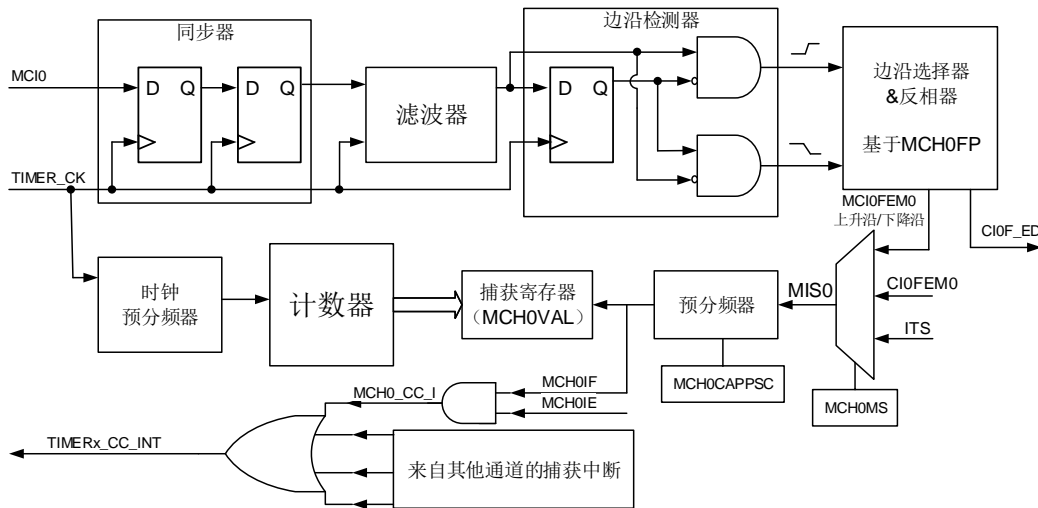 同步器
边沿检测器
MCI0
D Q
D Q
滤波器
D Q
边沿选择器
&反相器
基于MCH0FP
TIMER_CK
MCI0FEM0
上升沿/下降沿
CI0F_ED
时钟
预分频器
计数器
捕获寄存器
（MCH0VAL）
预分频器
MIS0
CI0FEM0
ITS
MCH0CAPPSC
MCH0MS
MCH0_CC_I
MCH0IF
MCH0IE
TIMERx_CC_INT
来自其他通道的捕获中断